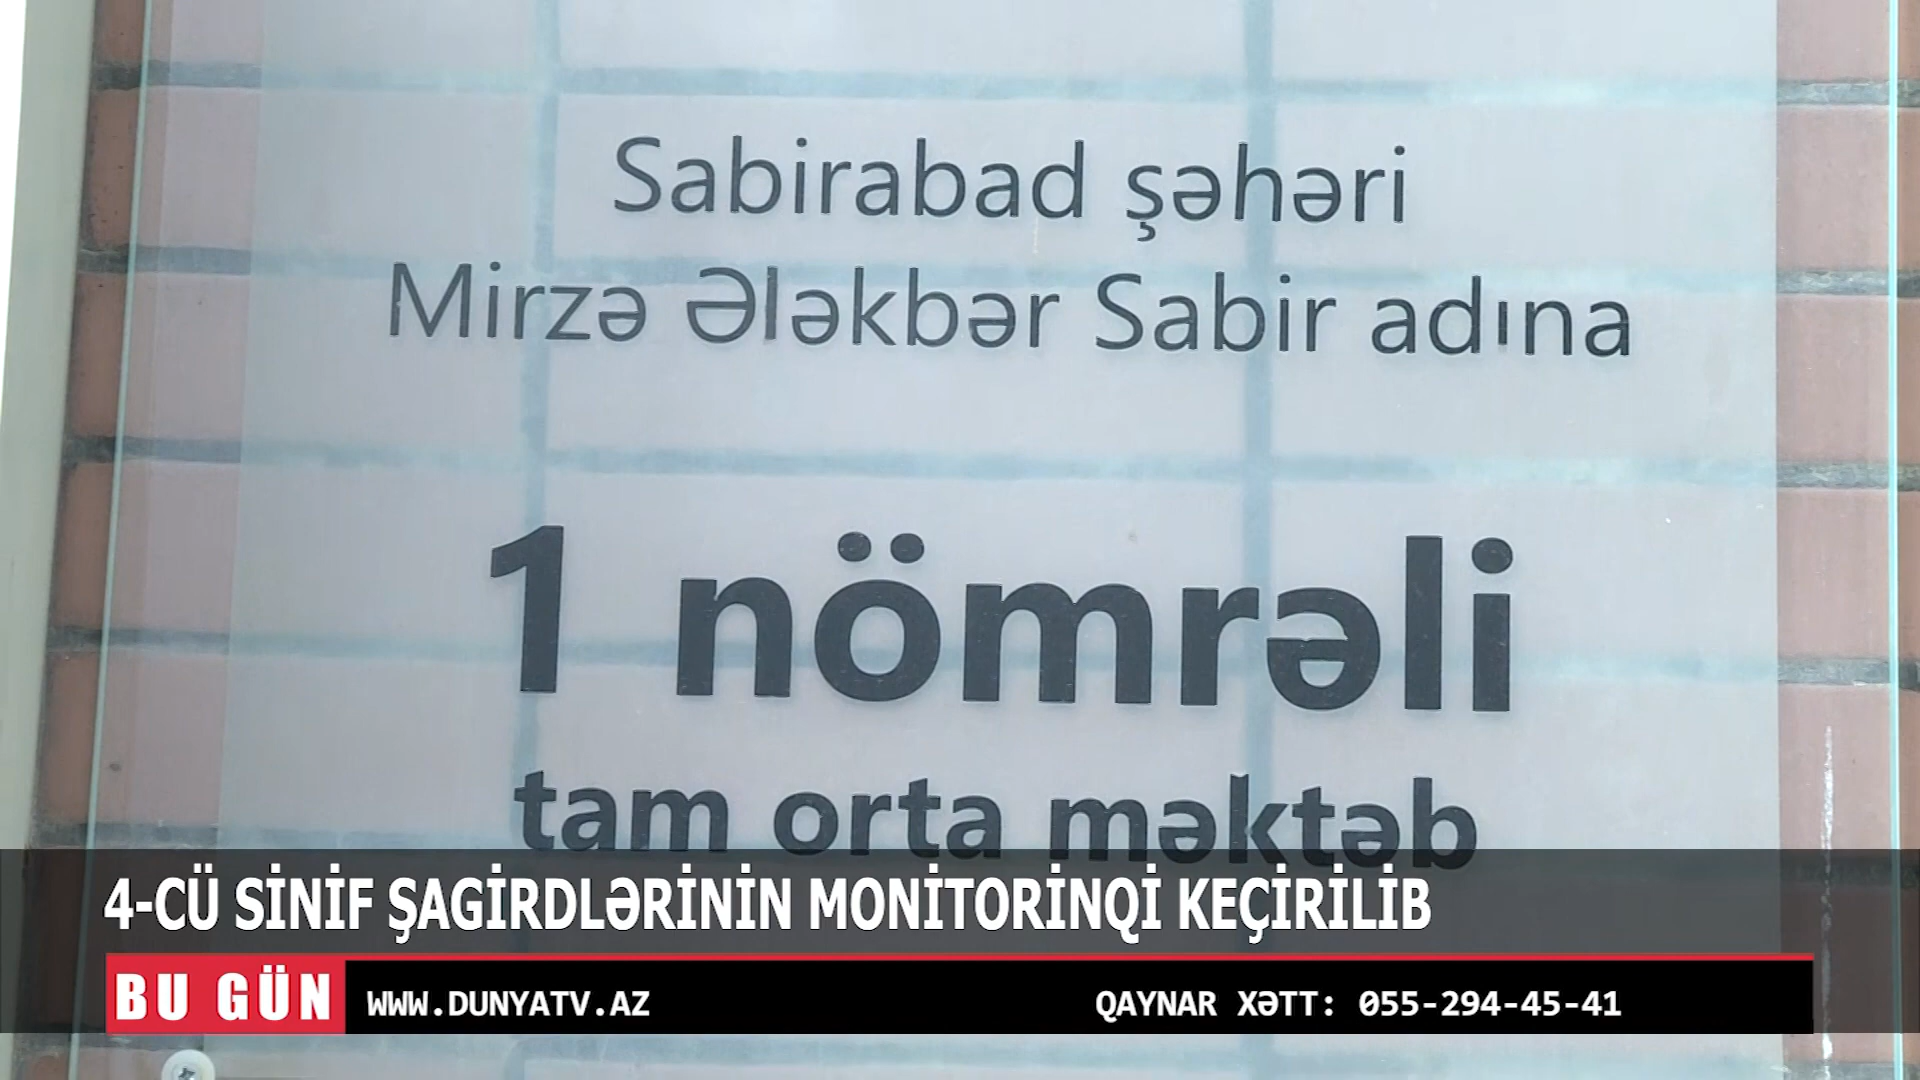 Sabirabad şəhəri
Mirzə Ələkbər Sabir adına
1 nömrəli
tam orta məktəb
4-CÜ SİNİF ŞAGİRDLƏRİNİN MONİTORİNQİ KEÇİRİLİB
BU GÜN WWW.DUNYATV.AZ QAYNAR XƏTT: 055-294-45-41